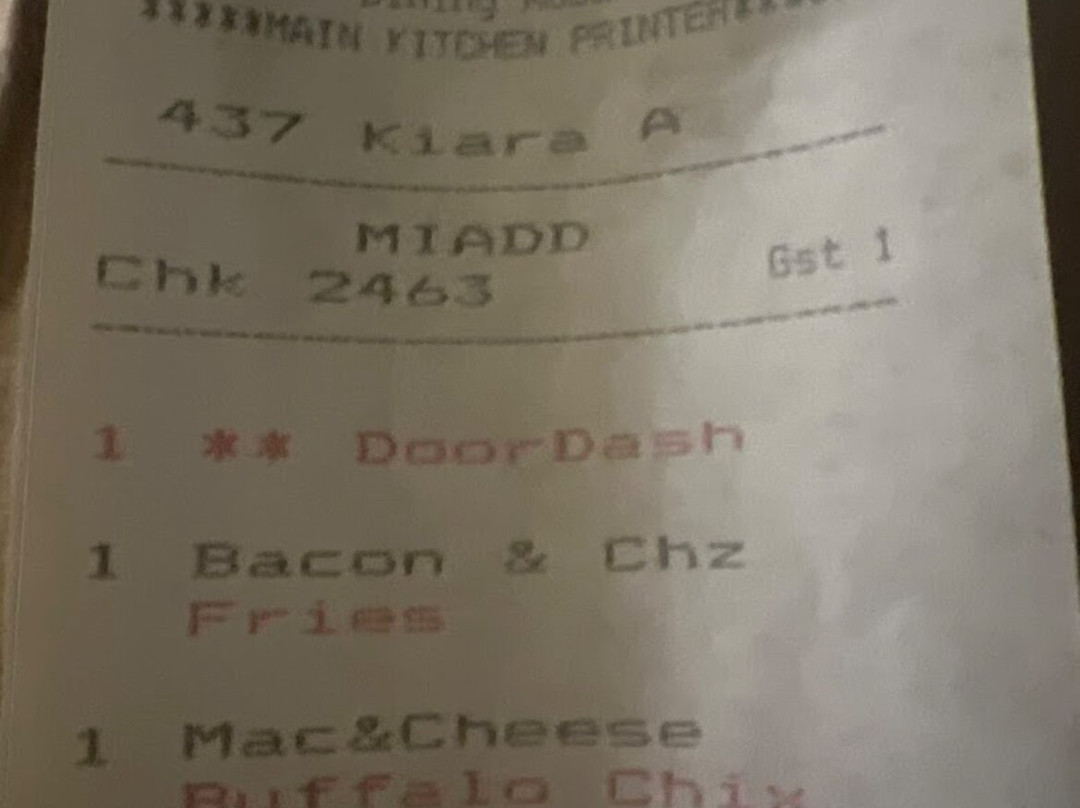 Dining
*****MAIN KITCHEN PRINTER*****
437 Kiara A
MIADD
Chk 2463 Gst 1
1 ** DoorDash
1 Bacon & Chz
Fries
1 Mac&Cheese
Buffalo Chix